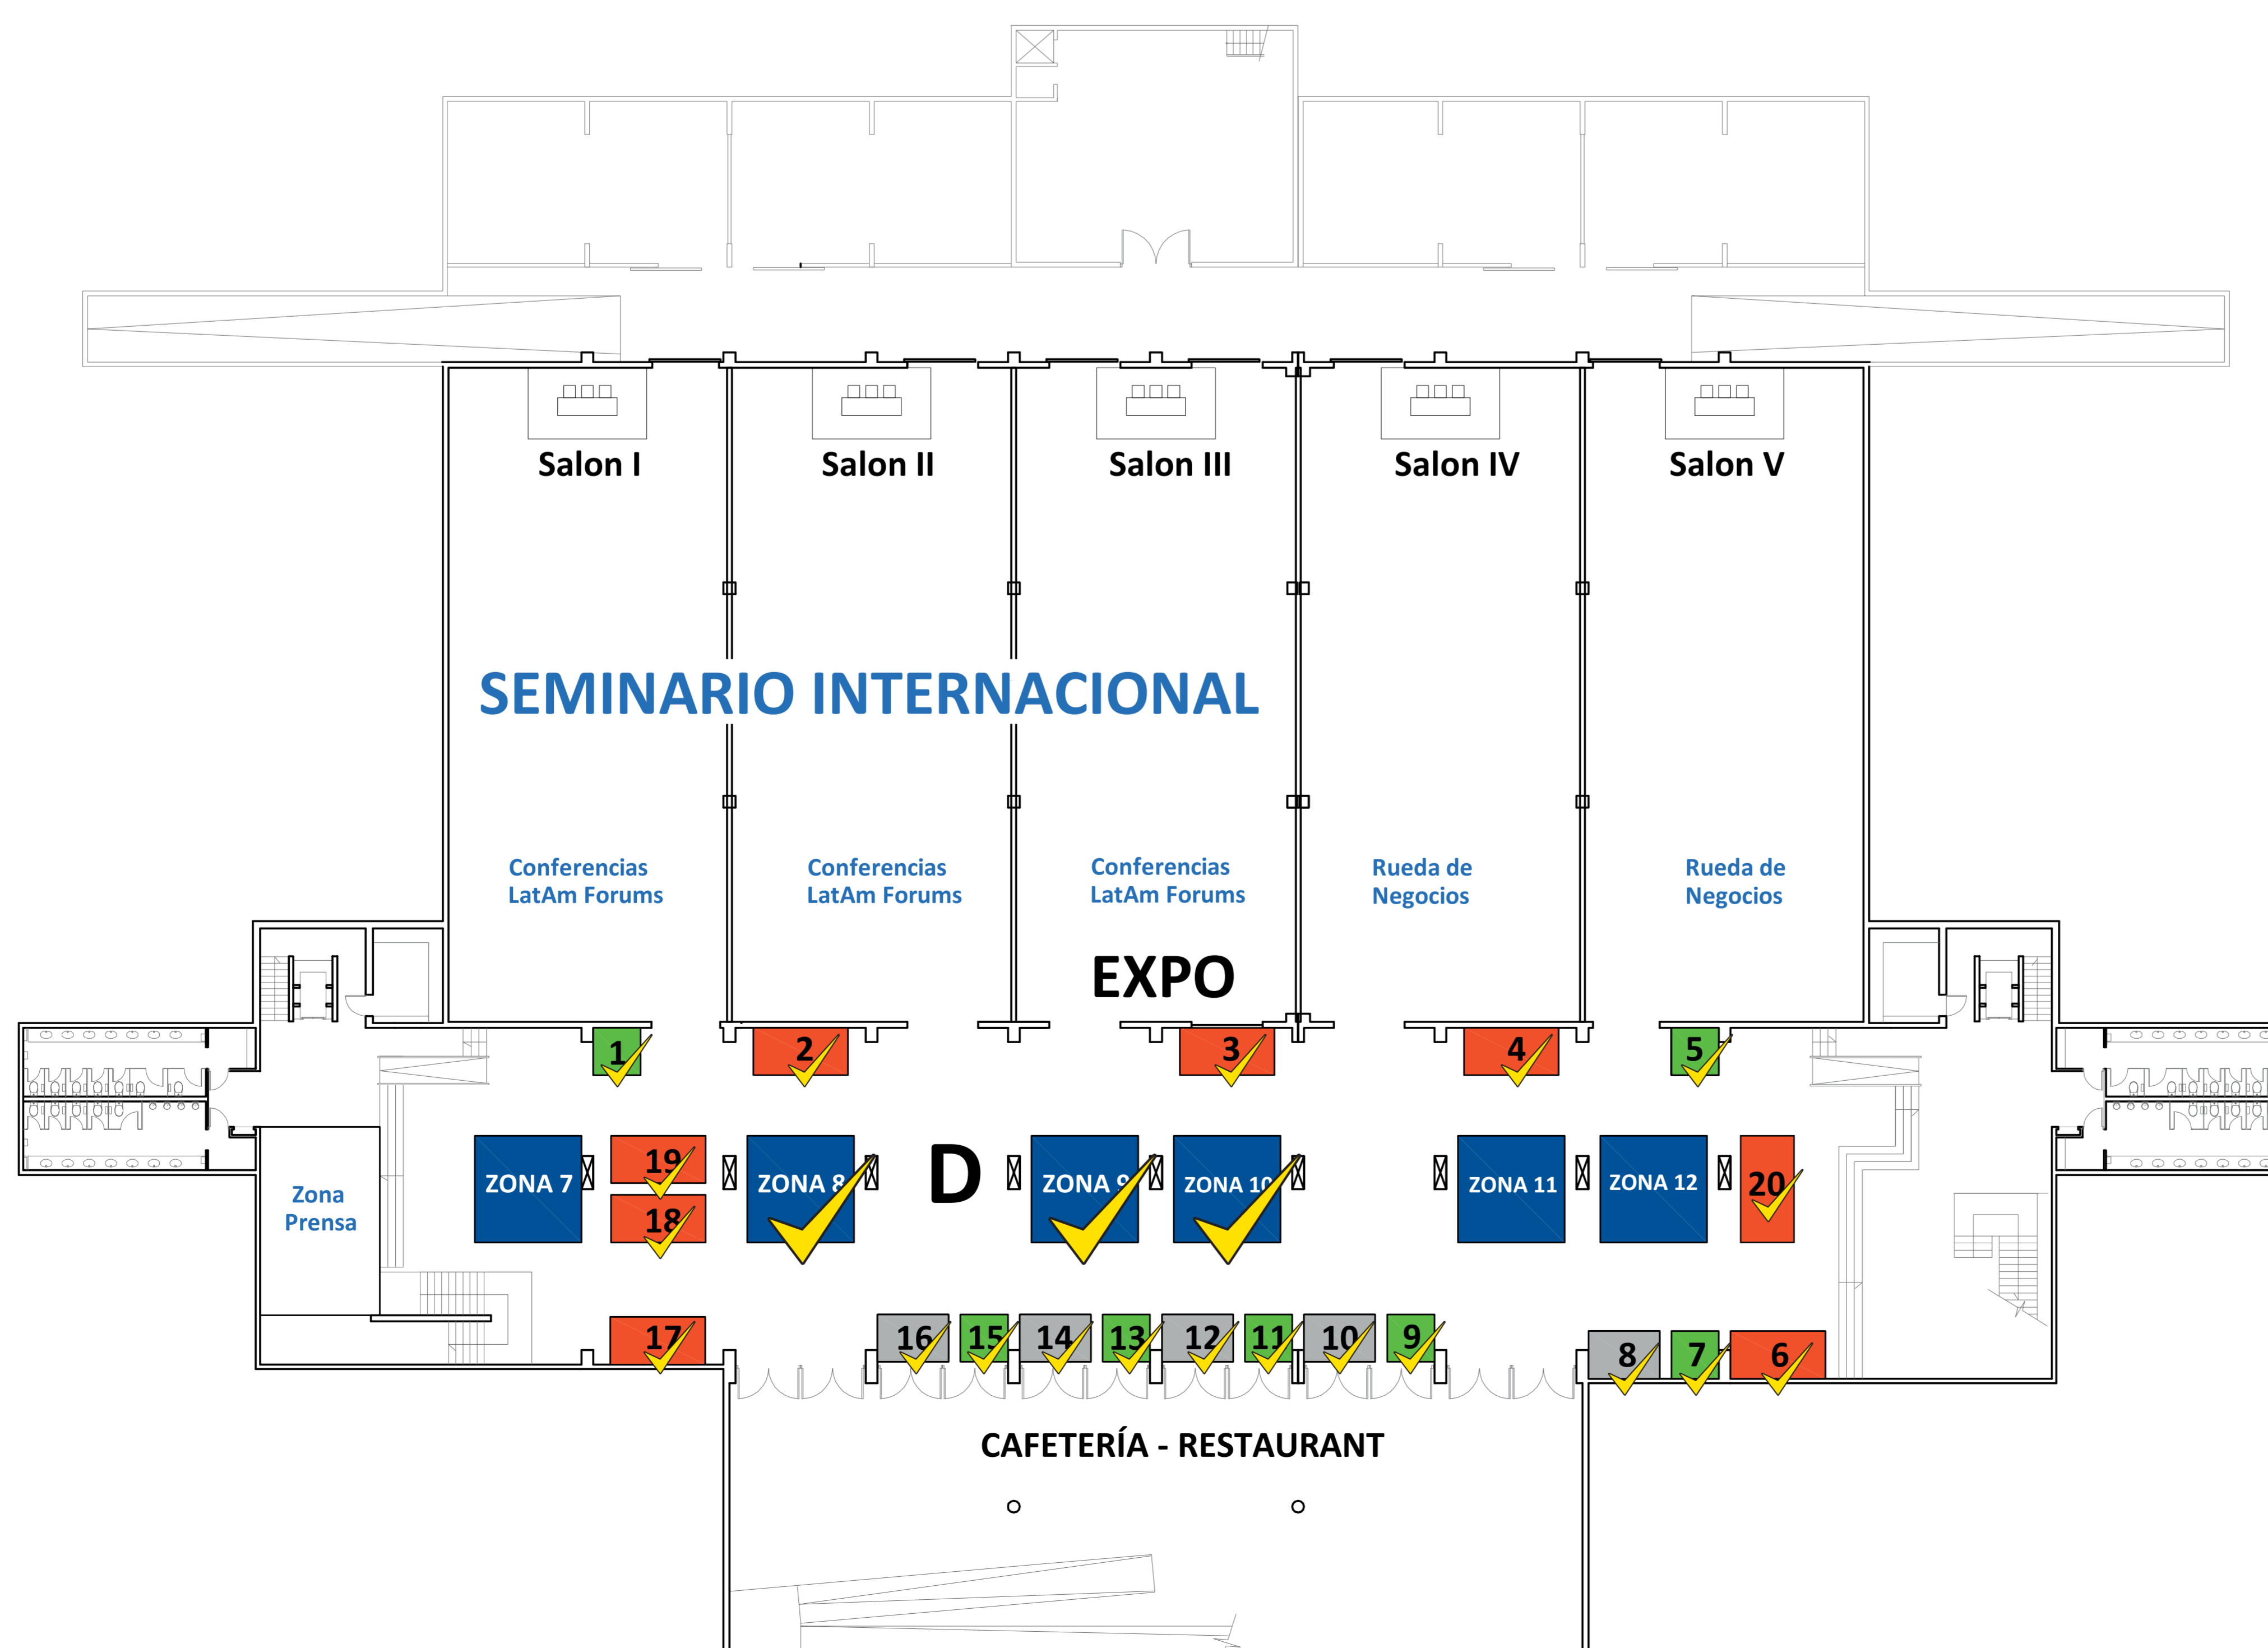 Salon I
Salon II
Salon III
Salon IV
Salon V
SEMINARIO INTERNACIONAL
Conferencias
LatAm Forums
Conferencias
LatAm Forums
Conferencias
LatAm Forums
Rueda de
Negocios
Rueda de
Negocios
EXPO
1
2
3
4
5
ZONA 7
19
18
ZONA 8
D
ZONA 9
ZONA 10
ZONA 11
ZONA 12
20
Zona
Prensa
17
16
15
14
13
12
11
10
9
8
7
6
CAFETERÍA - RESTAURANT